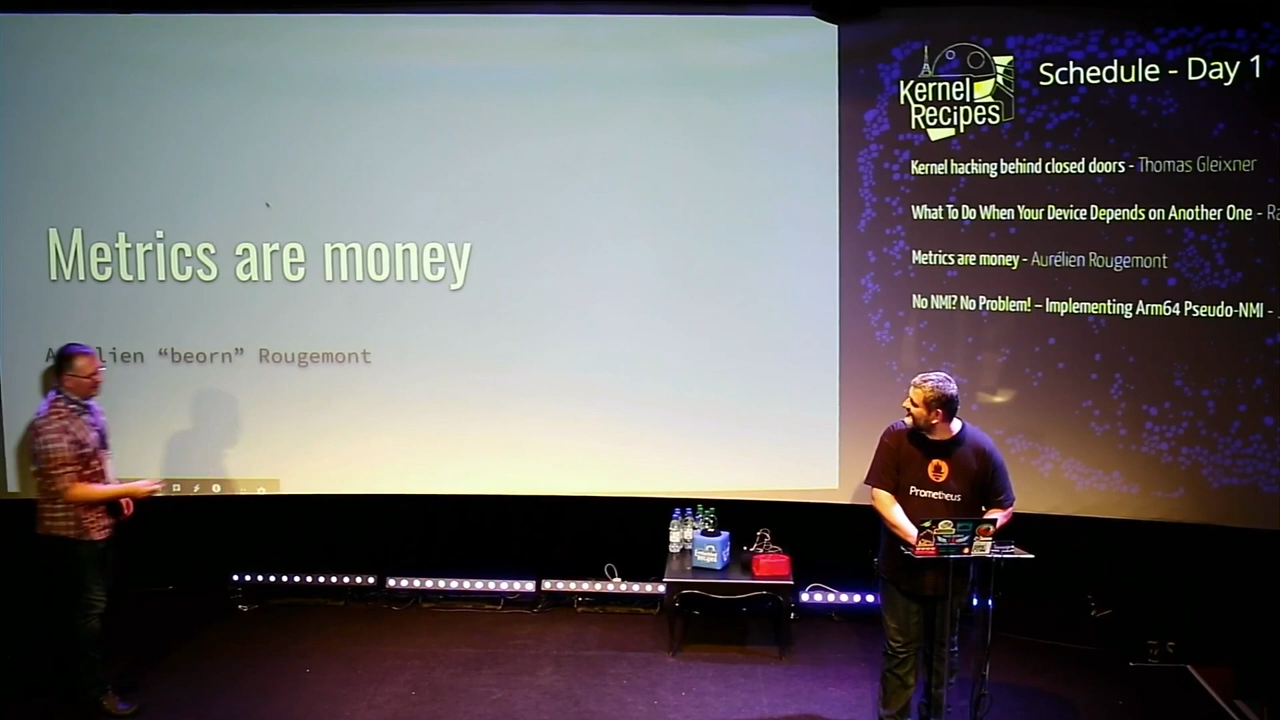 Metrics are money
lien “beorn” Rougemont
Kernel
Recipes
Schedule - Day 1
Kernel hacking behind closed doors - Thomas Gleixner
What To Do When Your Device Depends on Another One -
Metrics are money - Aurélien Rougemont
No NMI? No Problem! – Implementing Arm64 Pseudo-NMI -
Prometheus